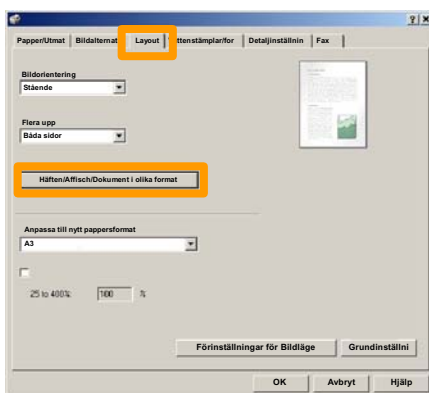 Papper/Utmat Bildalternat Layout ttenstämplar/for Detaljinställnin Fax
Bildorientering
Stående
Flera upp
Båda sidor
Häften/Affisch/Dokument i olika format
Anpassa till nytt pappersformat
A3
25 to 400%: 100 %
Förinställningar för Bildläge Grundinställni
OK Avbryt Hjälp